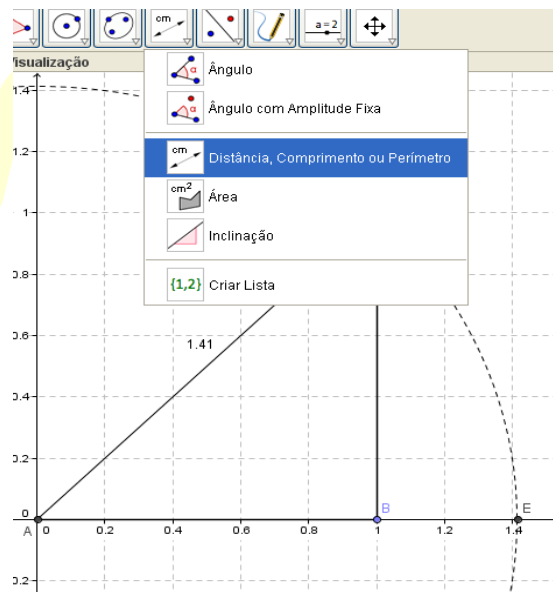 cm
a=2
Visualização
α Ângulo
α Ângulo com Amplitude Fixa
cm Distância, Comprimento ou Perímetro
cm² Área
Inclinação
{1,2} Criar Lista
1.4
1.2
1
0.8
0.6
1.41
0.4
0.2
0
B
E
A
0 0.2 0.4 0.6 0.8 1 1.2 1.4
0.2